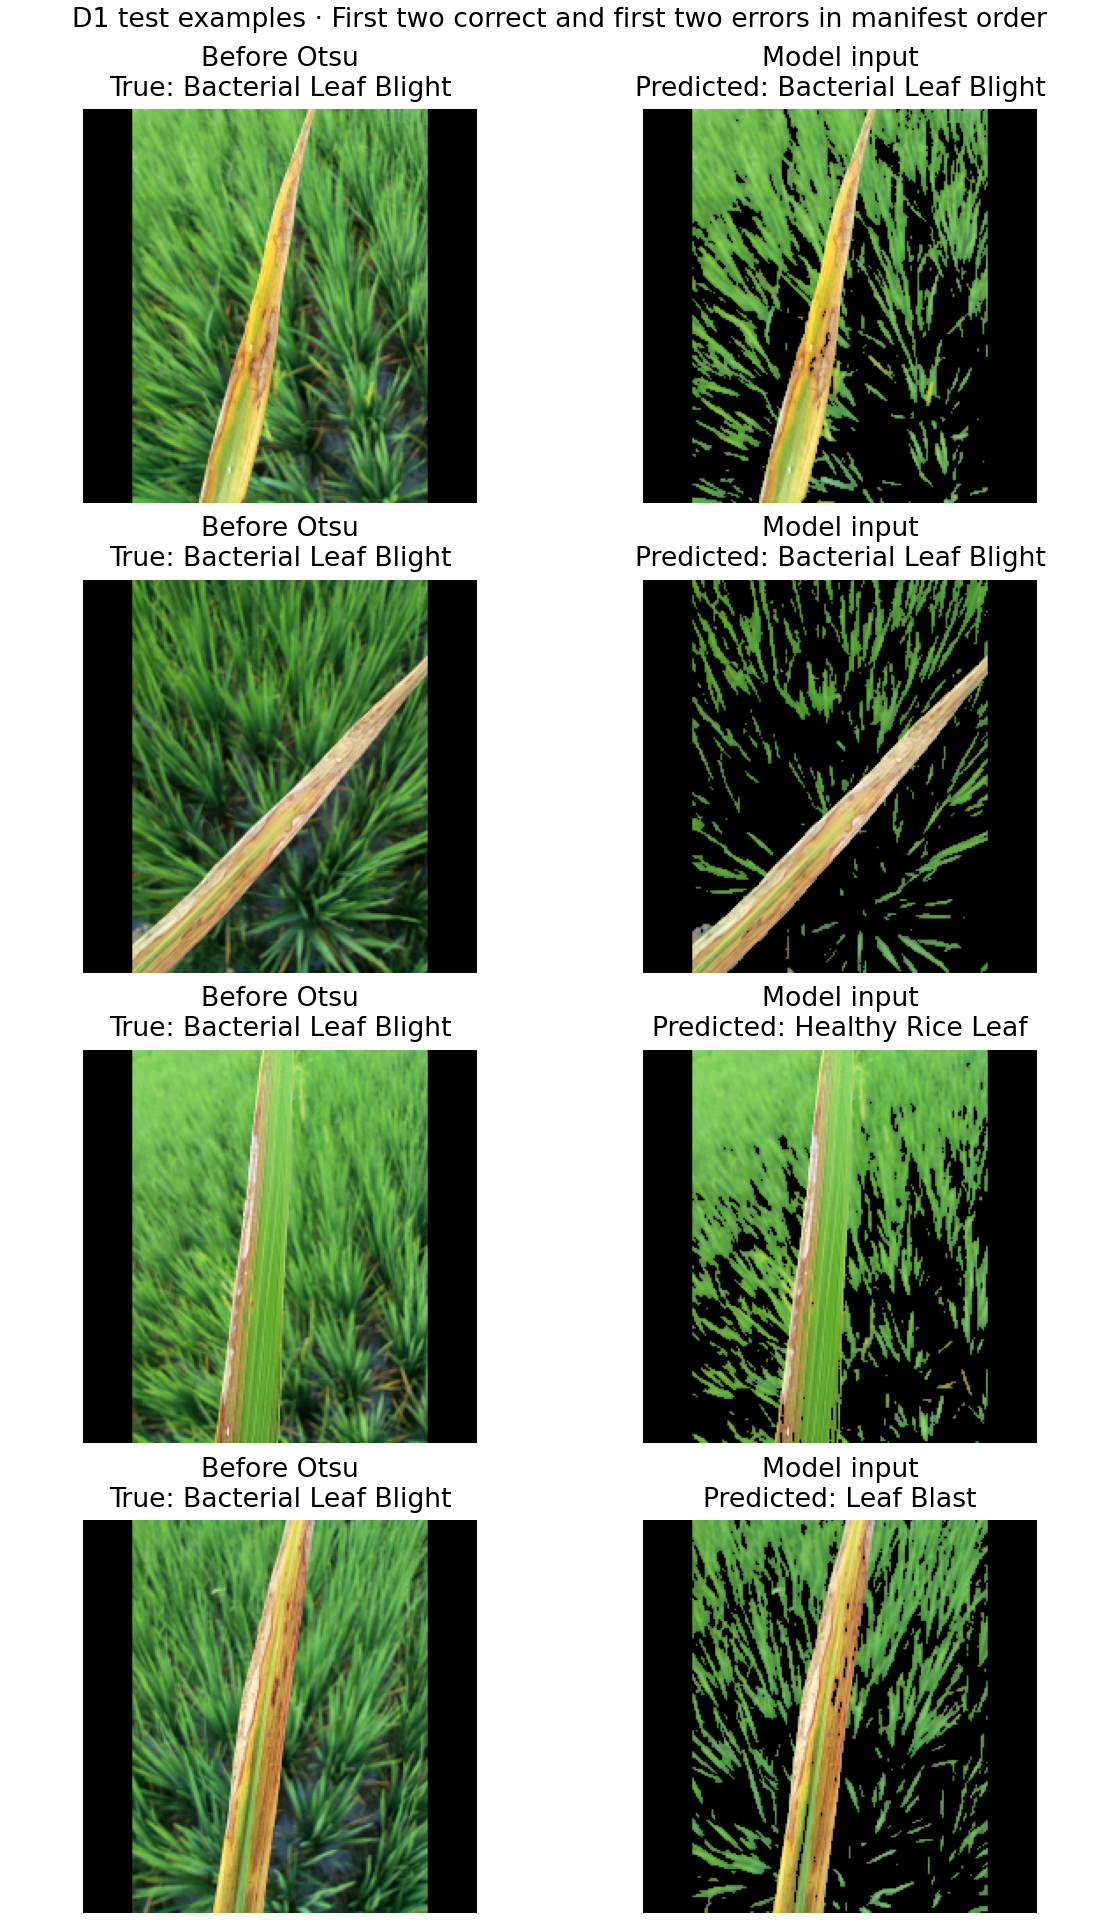 D1 test examples · First two correct and first two errors in manifest order
Before Otsu
True: Bacterial Leaf Blight
Model input
Predicted: Bacterial Leaf Blight
Before Otsu
True: Bacterial Leaf Blight
Model input
Predicted: Bacterial Leaf Blight
Before Otsu
True: Bacterial Leaf Blight
Model input
Predicted: Healthy Rice Leaf
Before Otsu
True: Bacterial Leaf Blight
Model input
Predicted: Leaf Blast